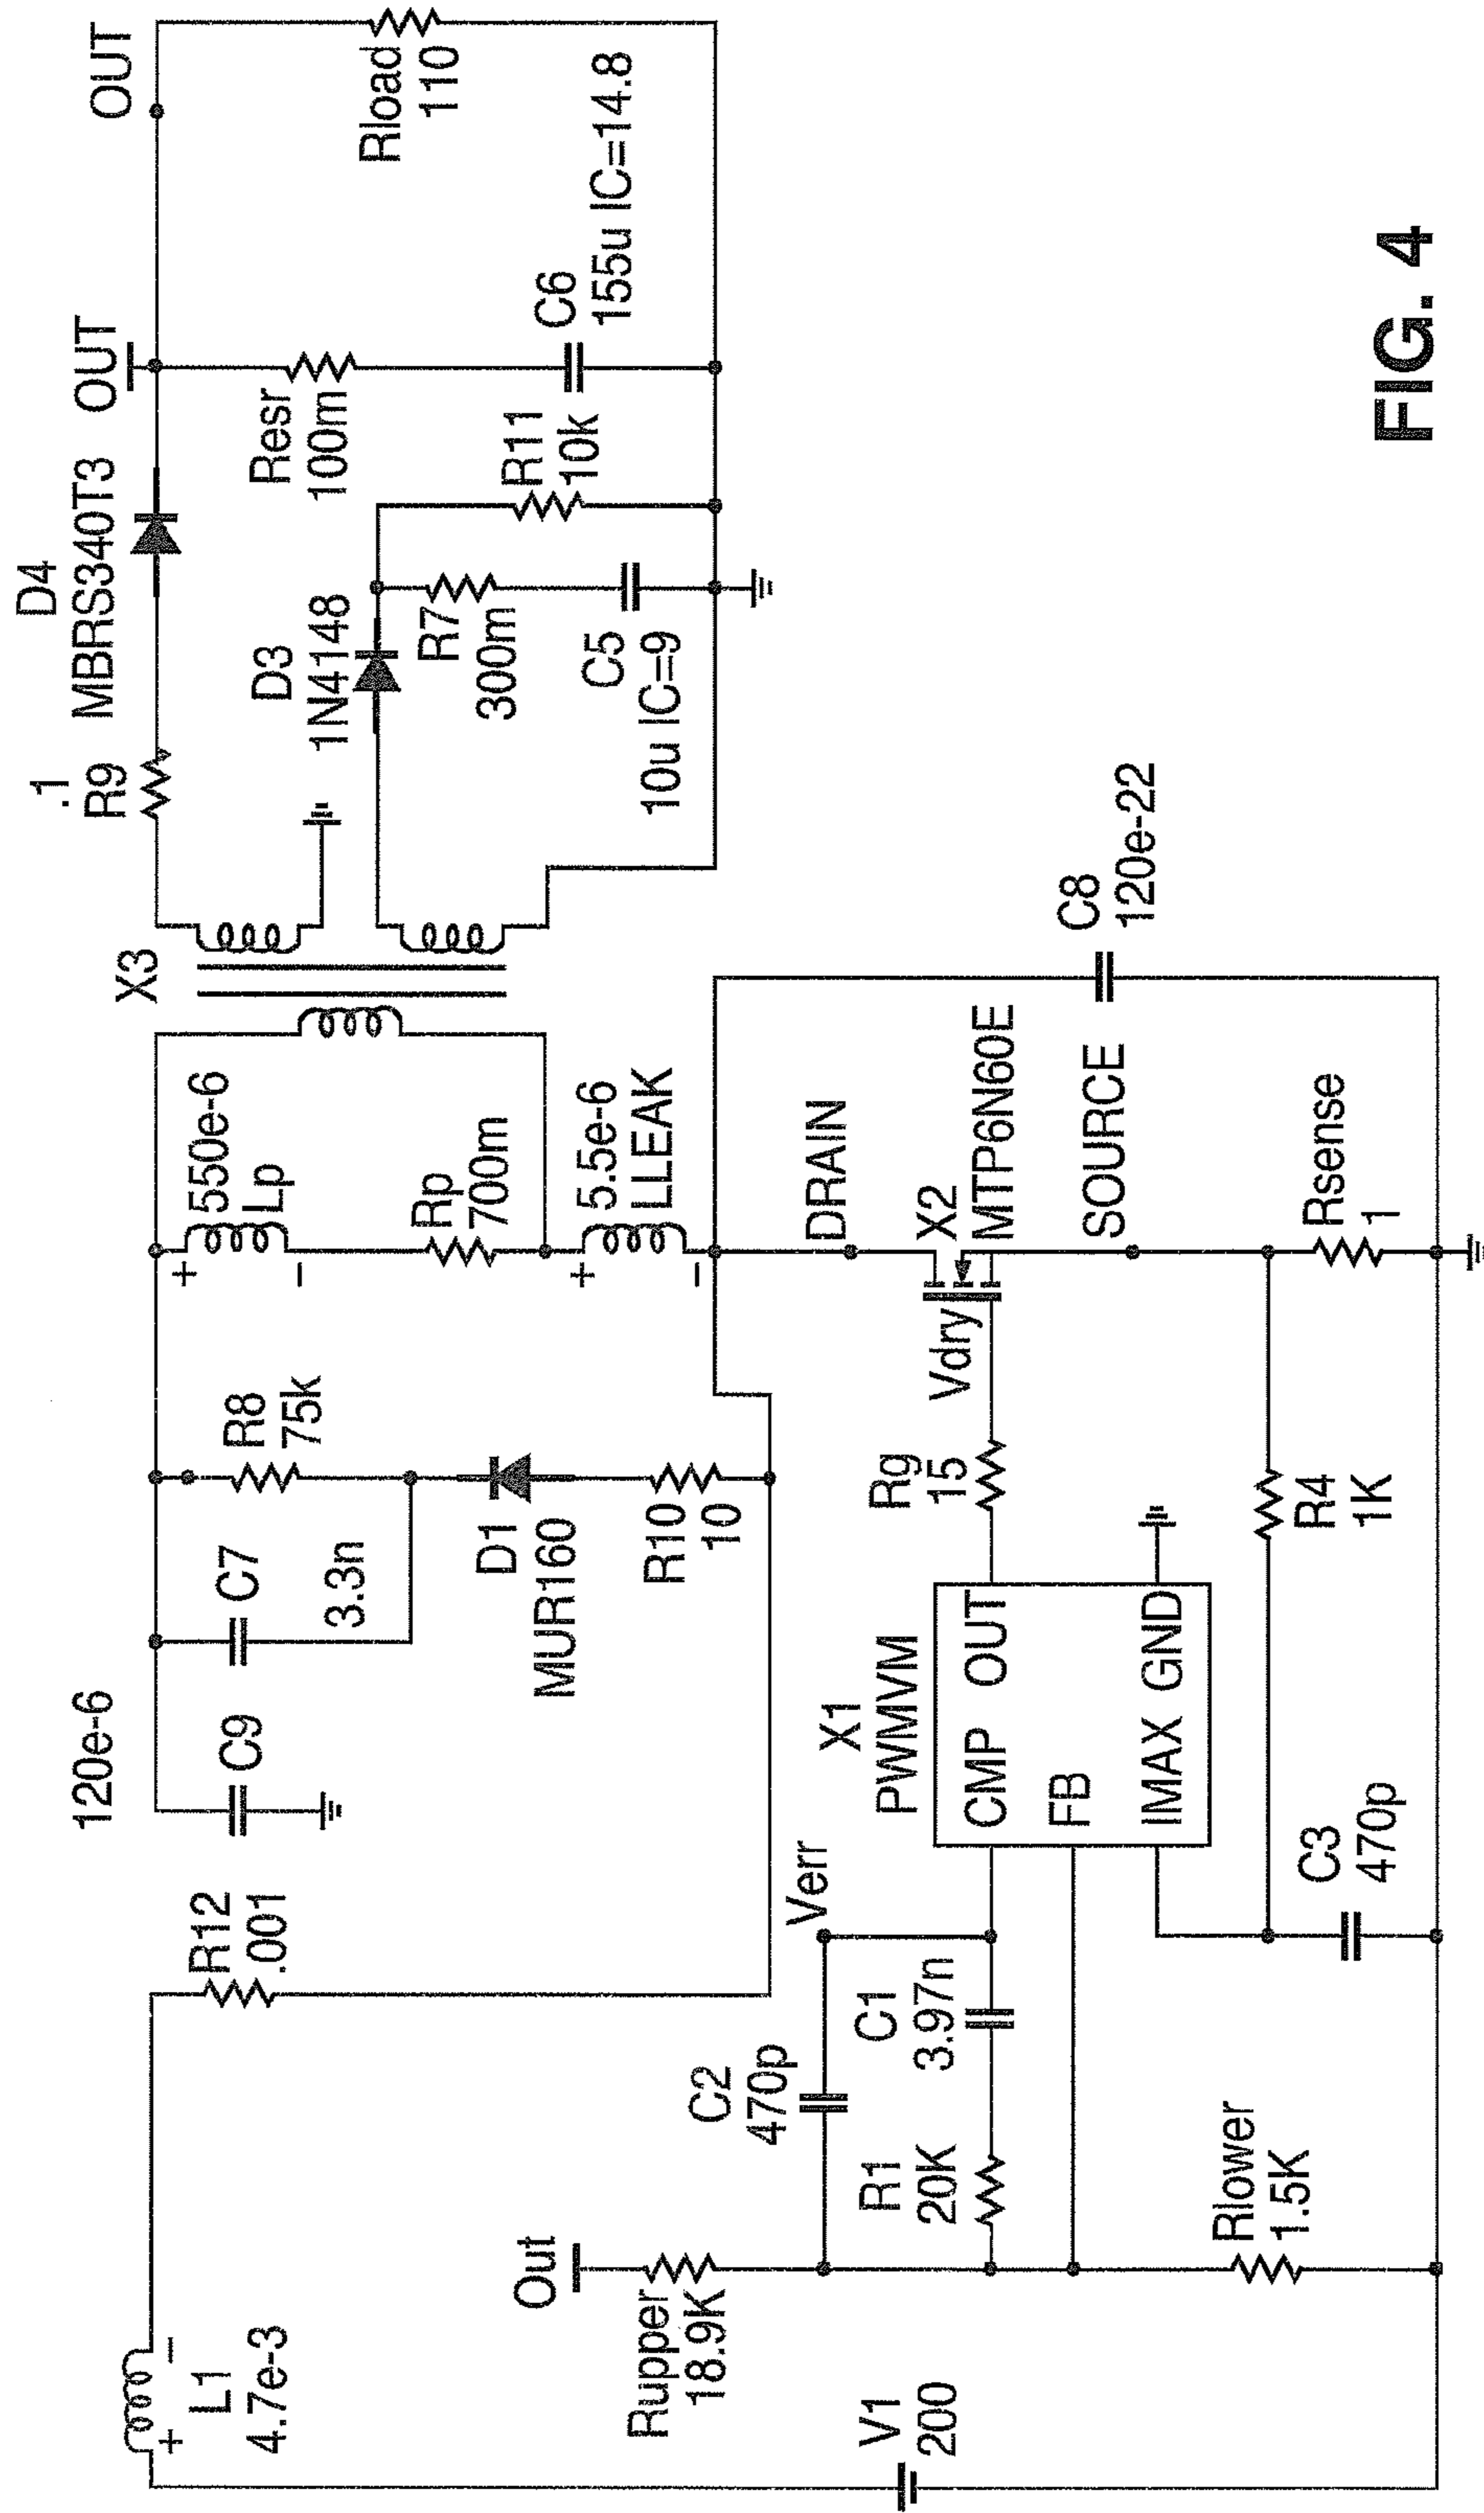 L1
4.7e-3
R12
.001
120e-6
C9
C7
3.3n
R8
75k
D1
MUR160
R10
10
550e-6
Lp
Rp
700m
5.5e-6
LLEAK
X3
.1
R9
D4
MBRS340T3
OUT
OUT
D3
1N4148
R7
300m
C5
10u IC=9
Resr
100m
R11
10k
C6
155u IC=14.8
Rload
110
V1
200
Out
Rupper
18.9K
C2
470p
Verr
R1
20K
C1
3.97n
Rlower
1.5K
X1
PWMVM
CMP OUT
FB
IMAX GND
C3
470p
Rg
15
Vdry
R4
1K
DRAIN
X2
MTP6N60E
SOURCE
Rsense
1
C8
120e-22
FIG. 4